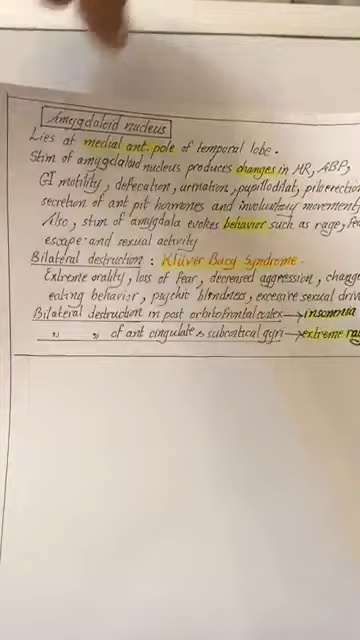 Amygdaloid nucleus
Lies at medial ant. pole of temporal lobe.
Stim of amygdaloid nucleus produces changes in HR, ABP,
GI motility, defecation, urination, pupillodilat, piloerection
secretion of ant pit hormones and involuntary movement
Also, stim of amygdala evokes behavior such as rage,
escape and sexual activity
Bilateral destruction : Klüver Bucy Syndrome.
Extreme orality, loss of fear, decreased aggression, change
eating behavior, psychic blindness, excessive sexual driv
Bilateral destruction in post orbitofrontal cortex → insomnia
" " of ant cingulate & subcortical gyri → extreme ra